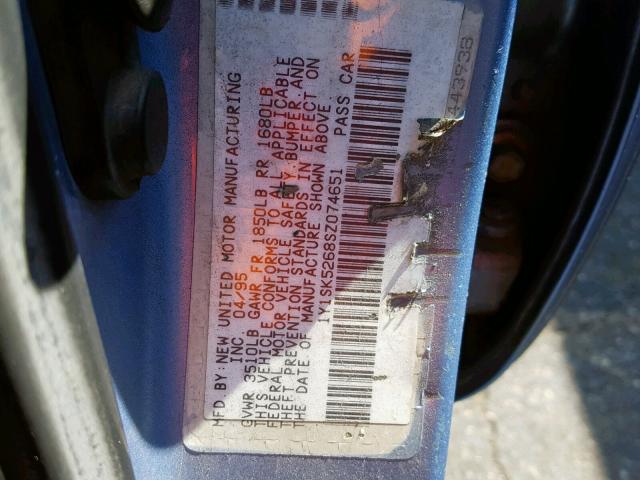 MFD BY: NEW UNITED MOTOR MANUFACTURING
INC. 04/95
GVWR 3510LB GAWR FR 1850LB RR 1680LB
THIS VEHICLE CONFORMS TO ALL APPLICABLE
FEDERAL MOTOR VEHICLE SAFETY, BUMPER, AND
THEFT PREVENTION STANDARDS IN EFFECT ON
THE DATE OF MANUFACTURE SHOWN ABOVE
1Y1SK5268SZ074651 PASS CAR